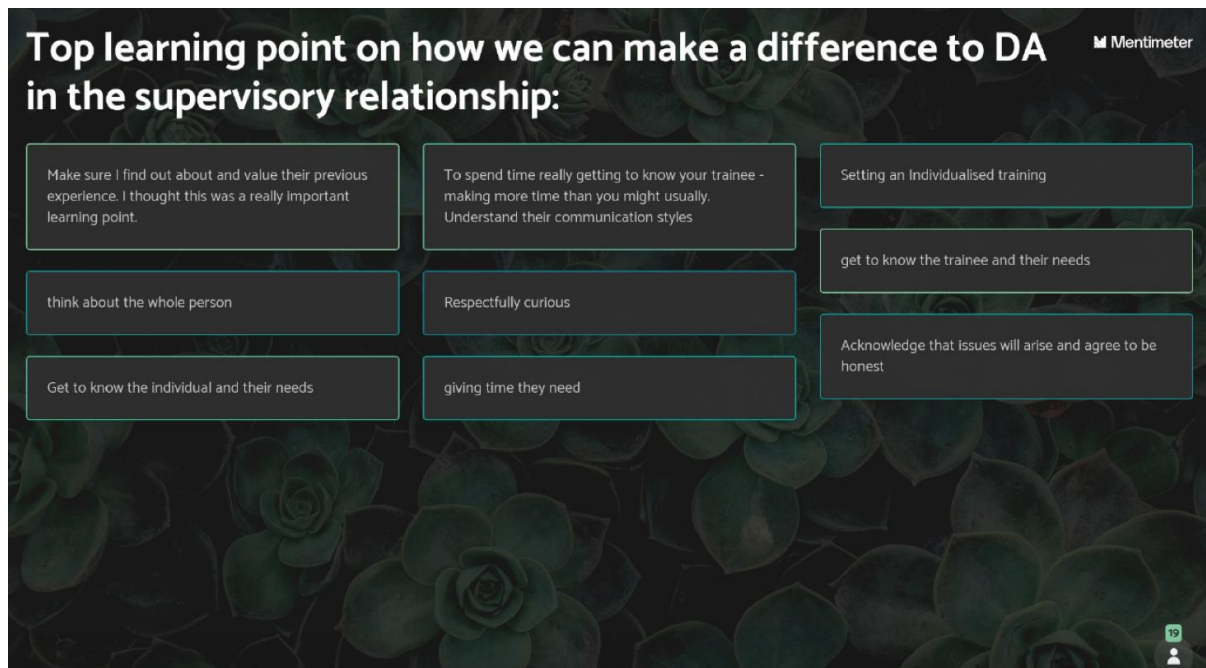 Top learning point on how we can make a difference to DA
in the supervisory relationship:
Mentimeter
Make sure I find out about and value their previous
experience. I thought this was a really important
learning point.
think about the whole person
Get to know the individual and their needs
To spend time really getting to know your trainee -
making more time than you might usually.
Understand their communication styles
Respectfully curious
giving time they need
Setting an Individualised training
get to know the trainee and their needs
Acknowledge that issues will arise and agree to be
honest
19